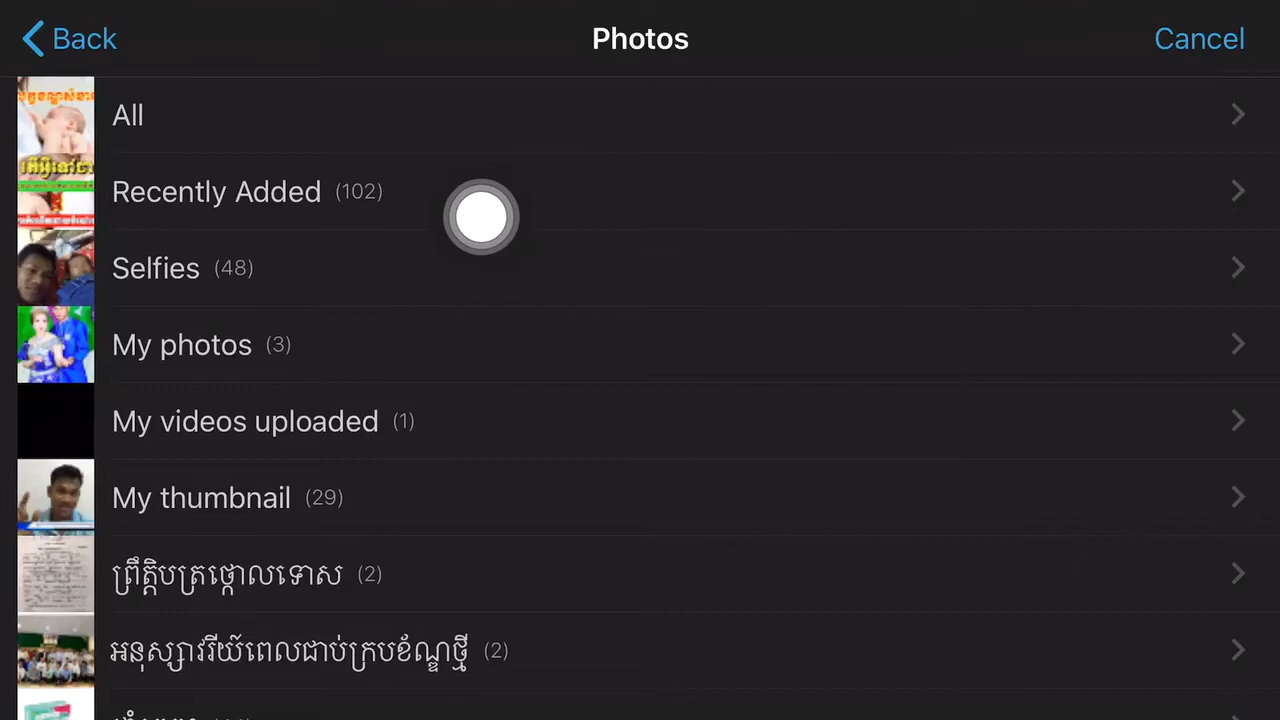 Back
Photos
Cancel
All
Recently Added (102)
Selfies (48)
My photos (3)
My videos uploaded (1)
My thumbnail (29)
ព្រឹត្តិបត្រថ្កោលទោស (2)
អនុស្សាវរីយ៍ពេលជាប់ក្របខ័ណ្ឌថ្មី (2)